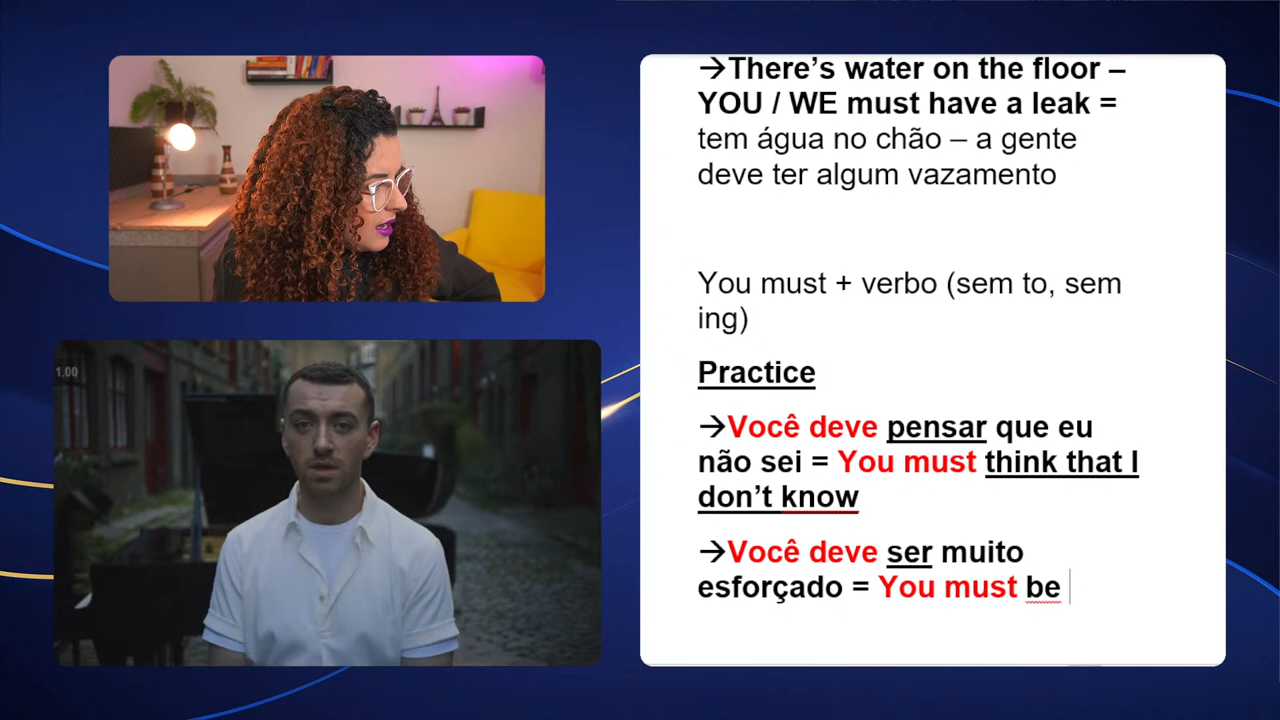 1.00
→There’s water on the floor –
YOU / WE must have a leak =
tem água no chão – a gente
deve ter algum vazamento
You must + verbo (sem to, sem
ing)
Practice
→Você deve pensar que eu
não sei = You must think that I
don’t know
→Você deve ser muito
esforçado = You must be